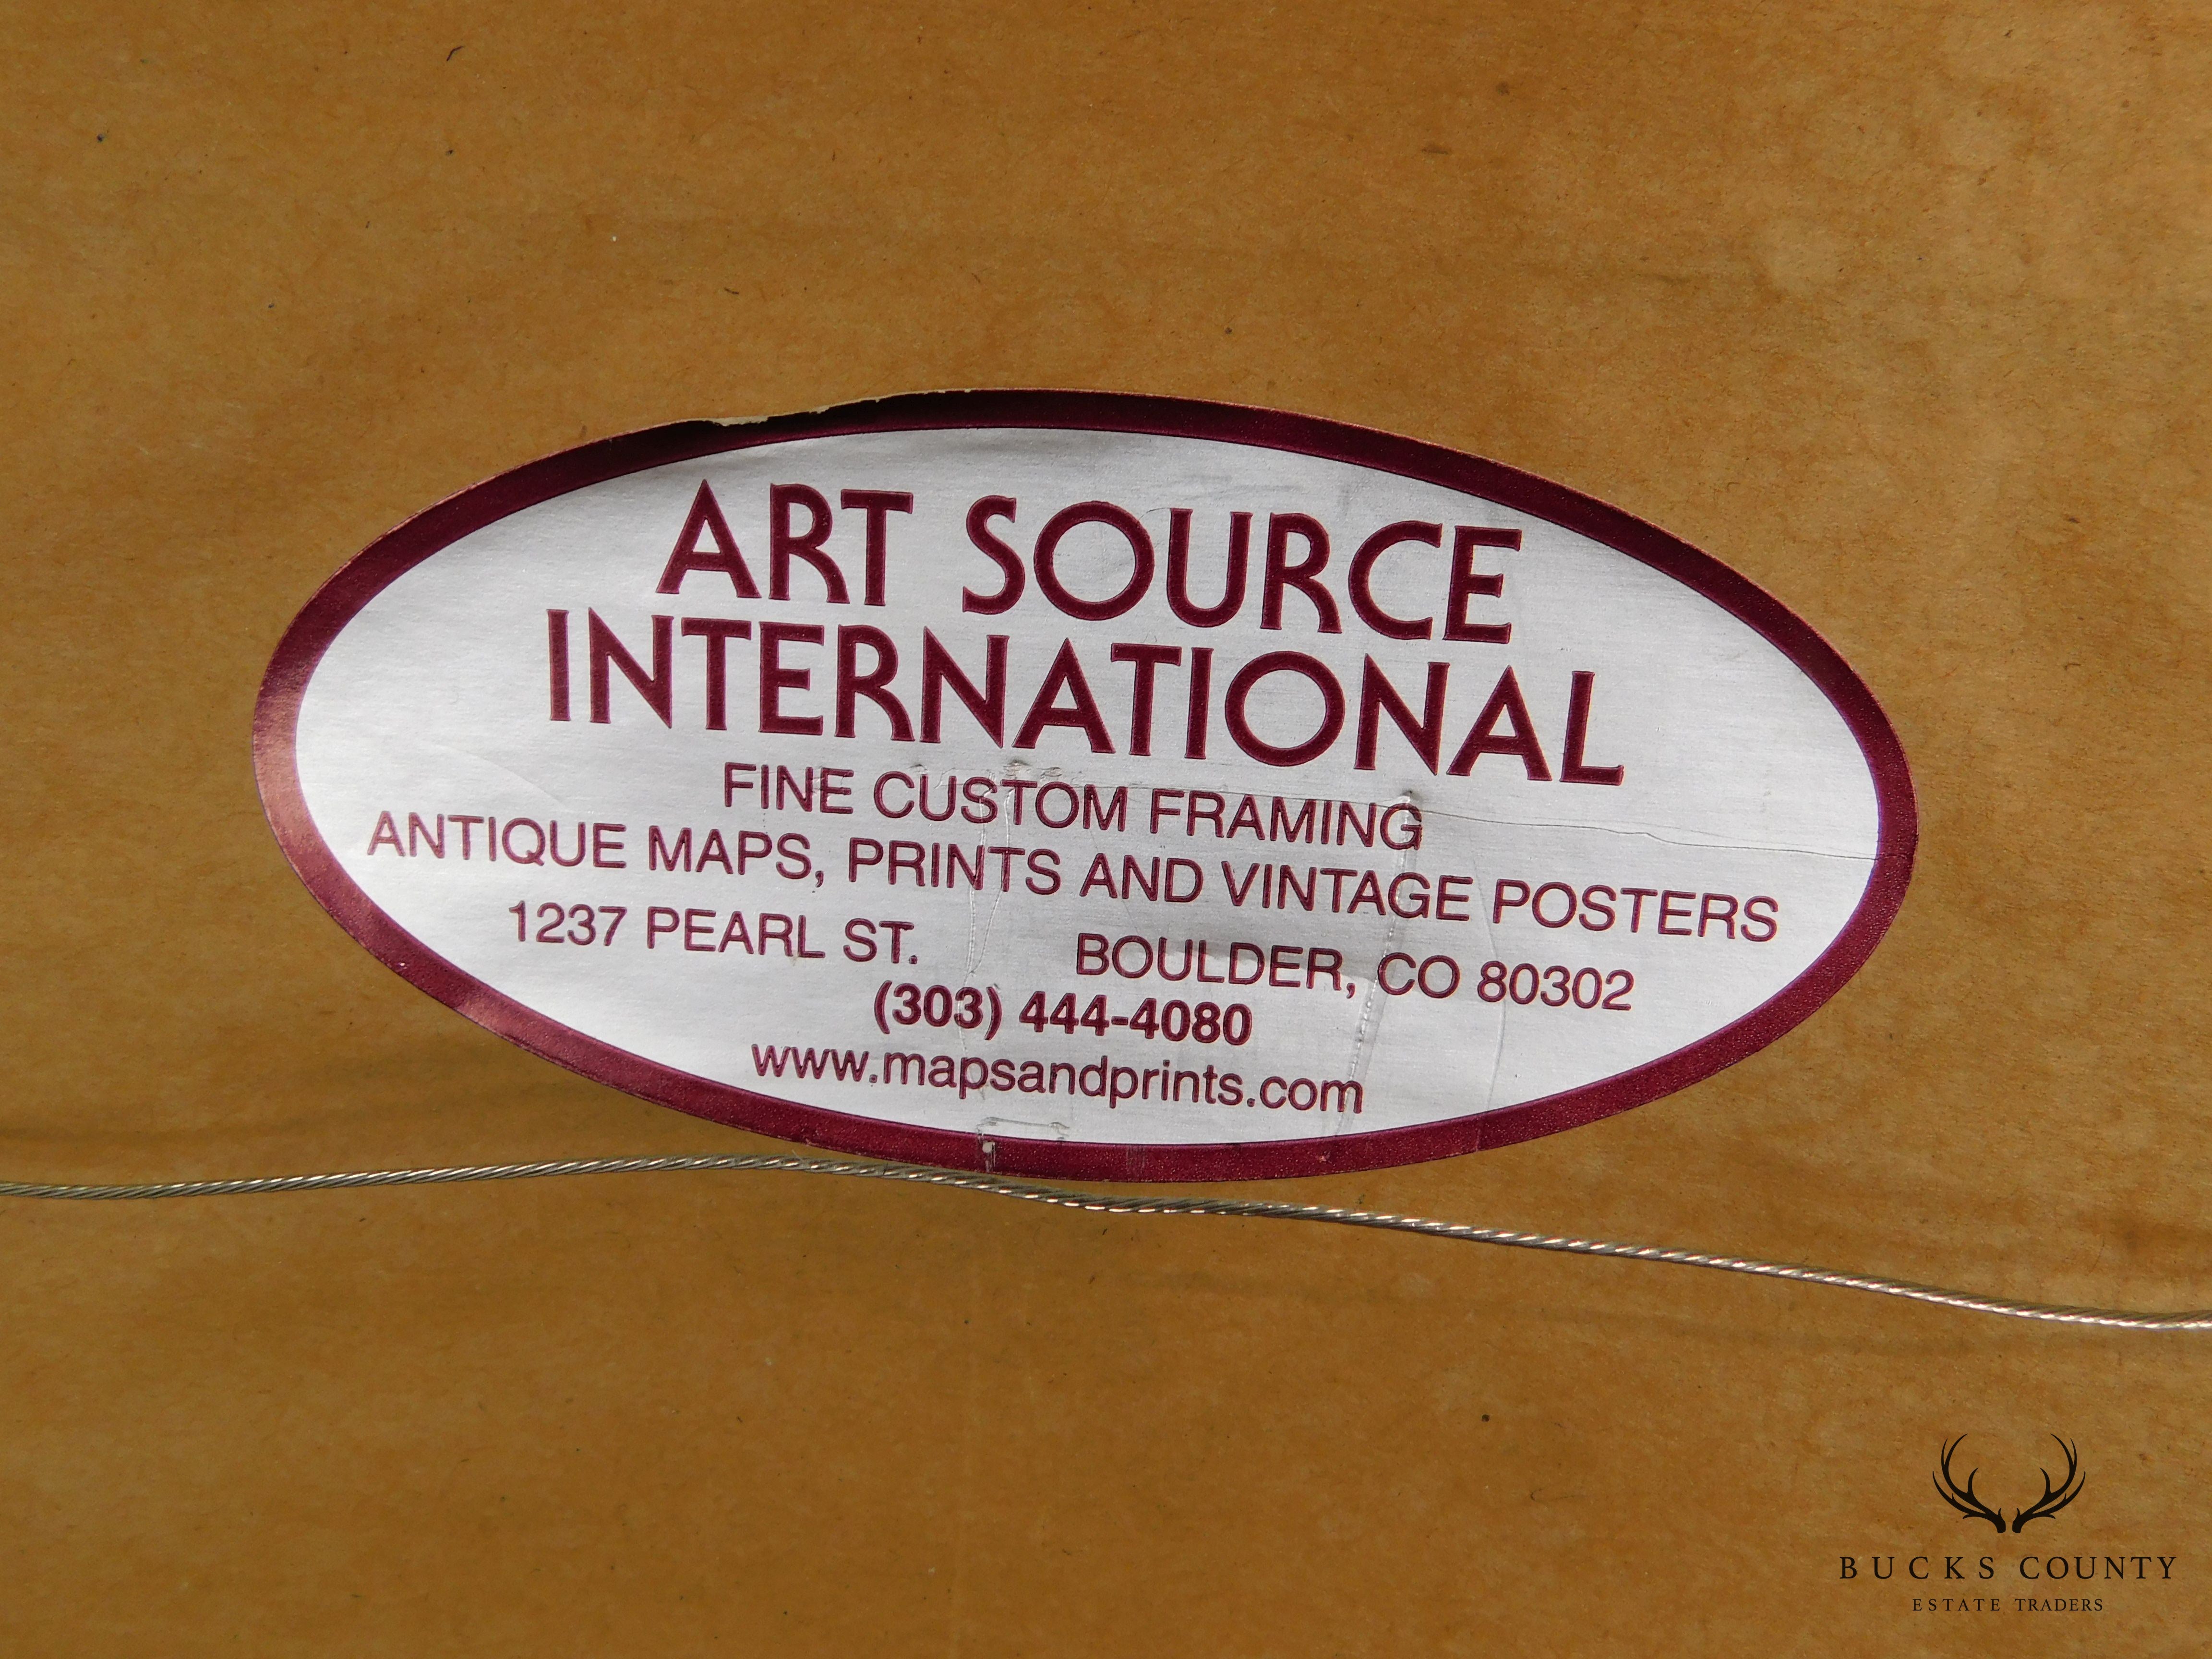 ART SOURCE
INTERNATIONAL
FINE CUSTOM FRAMING
ANTIQUE MAPS, PRINTS AND VINTAGE POSTERS
1237 PEARL ST. BOULDER, CO 80302
(303) 444-4080
www.mapsandprints.com
BUCKS COUNTY
ESTATE TRADERS